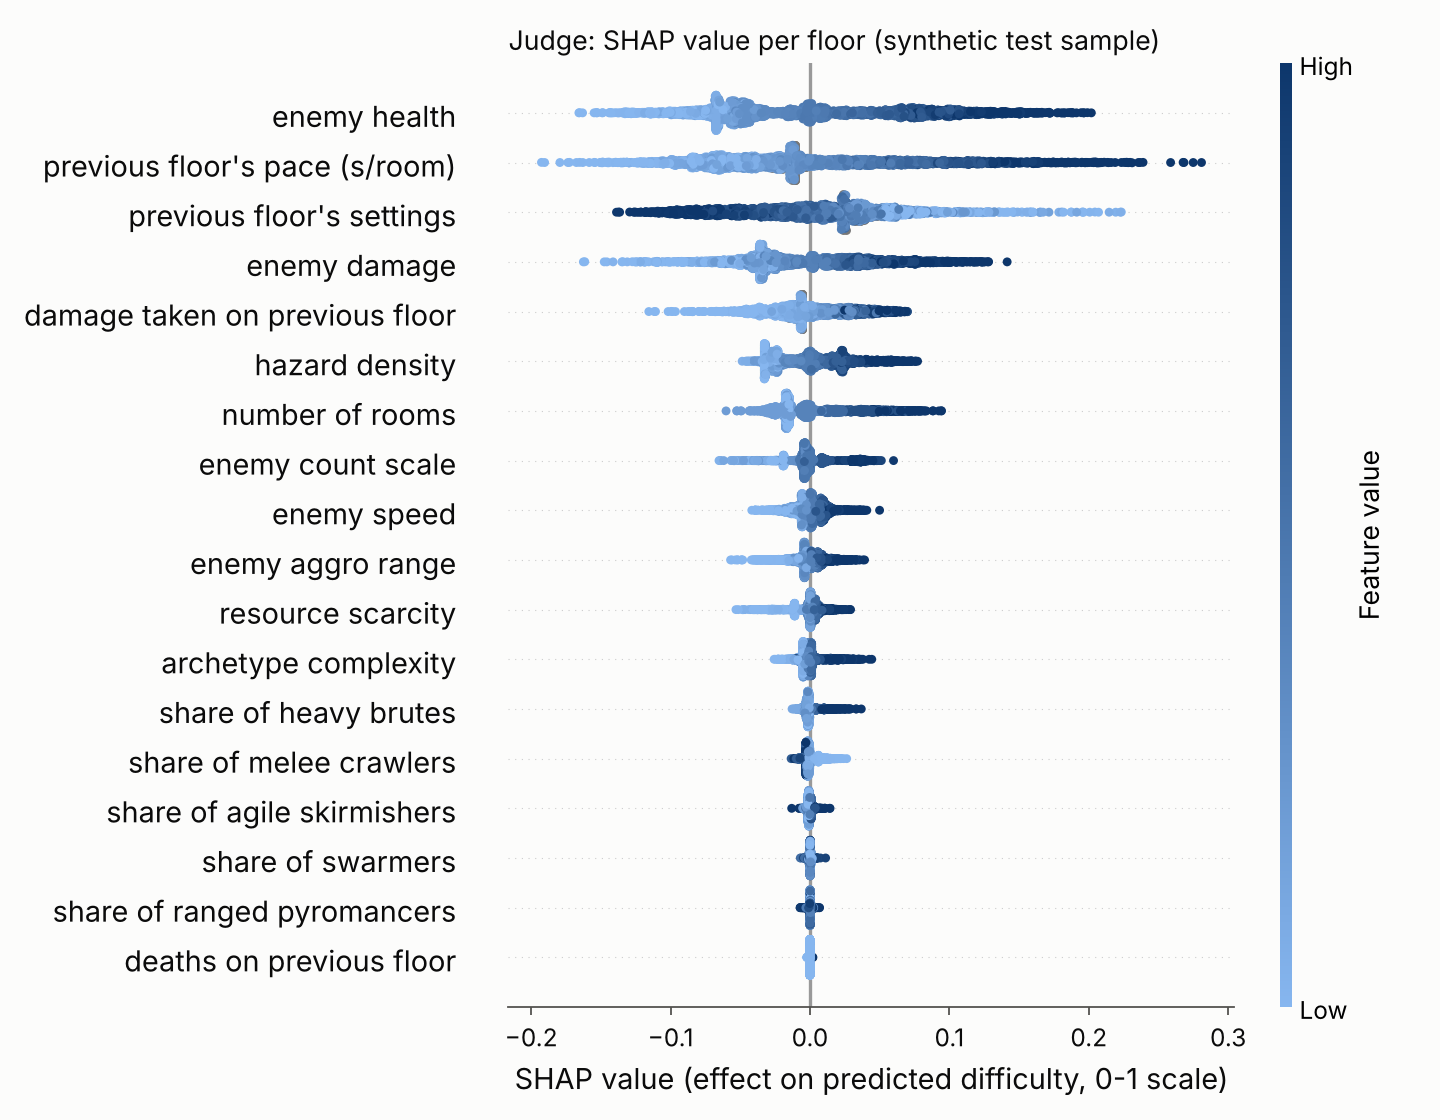 Judge: SHAP value per floor (synthetic test sample)
High
enemy health
previous floor's pace (s/room)
previous floor's settings
enemy damage
damage taken on previous floor
hazard density
number of rooms
enemy count scale
enemy speed
enemy aggro range
resource scarcity
archetype complexity
share of heavy brutes
share of melee crawlers
share of agile skirmishers
share of swarmers
share of ranged pyromancers
deaths on previous floor
Feature value
Low
−0.2 −0.1 0.0 0.1 0.2 0.3
SHAP value (effect on predicted difficulty, 0-1 scale)